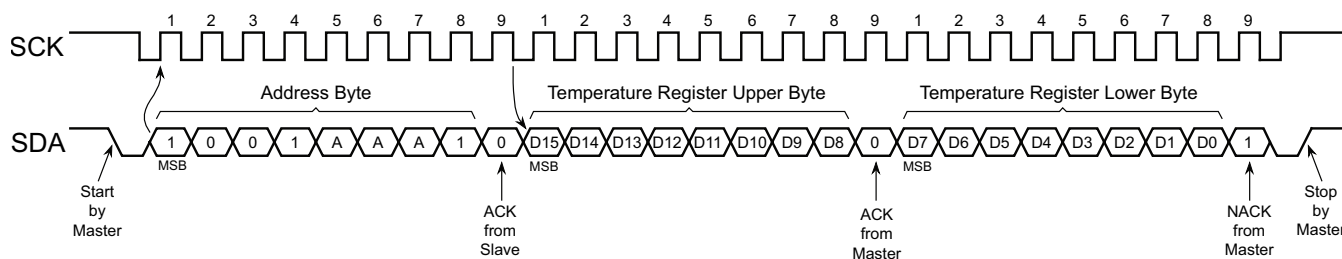 1 2 3 4 5 6 7 8 9 1 2 3 4 5 6 7 8 9 1 2 3 4 5 6 7 8 9
SCK
Address Byte Temperature Register Upper Byte Temperature Register Lower Byte
SDA 1 0 0 1 A A A 1 0 D15 D14 D13 D12 D11 D10 D9 D8 0 D7 D6 D5 D4 D3 D2 D1 D0 1
MSB MSB MSB
Start
by
Master
ACK
from
Slave
ACK
from
Master
NACK
from
Master
Stop
by
Master